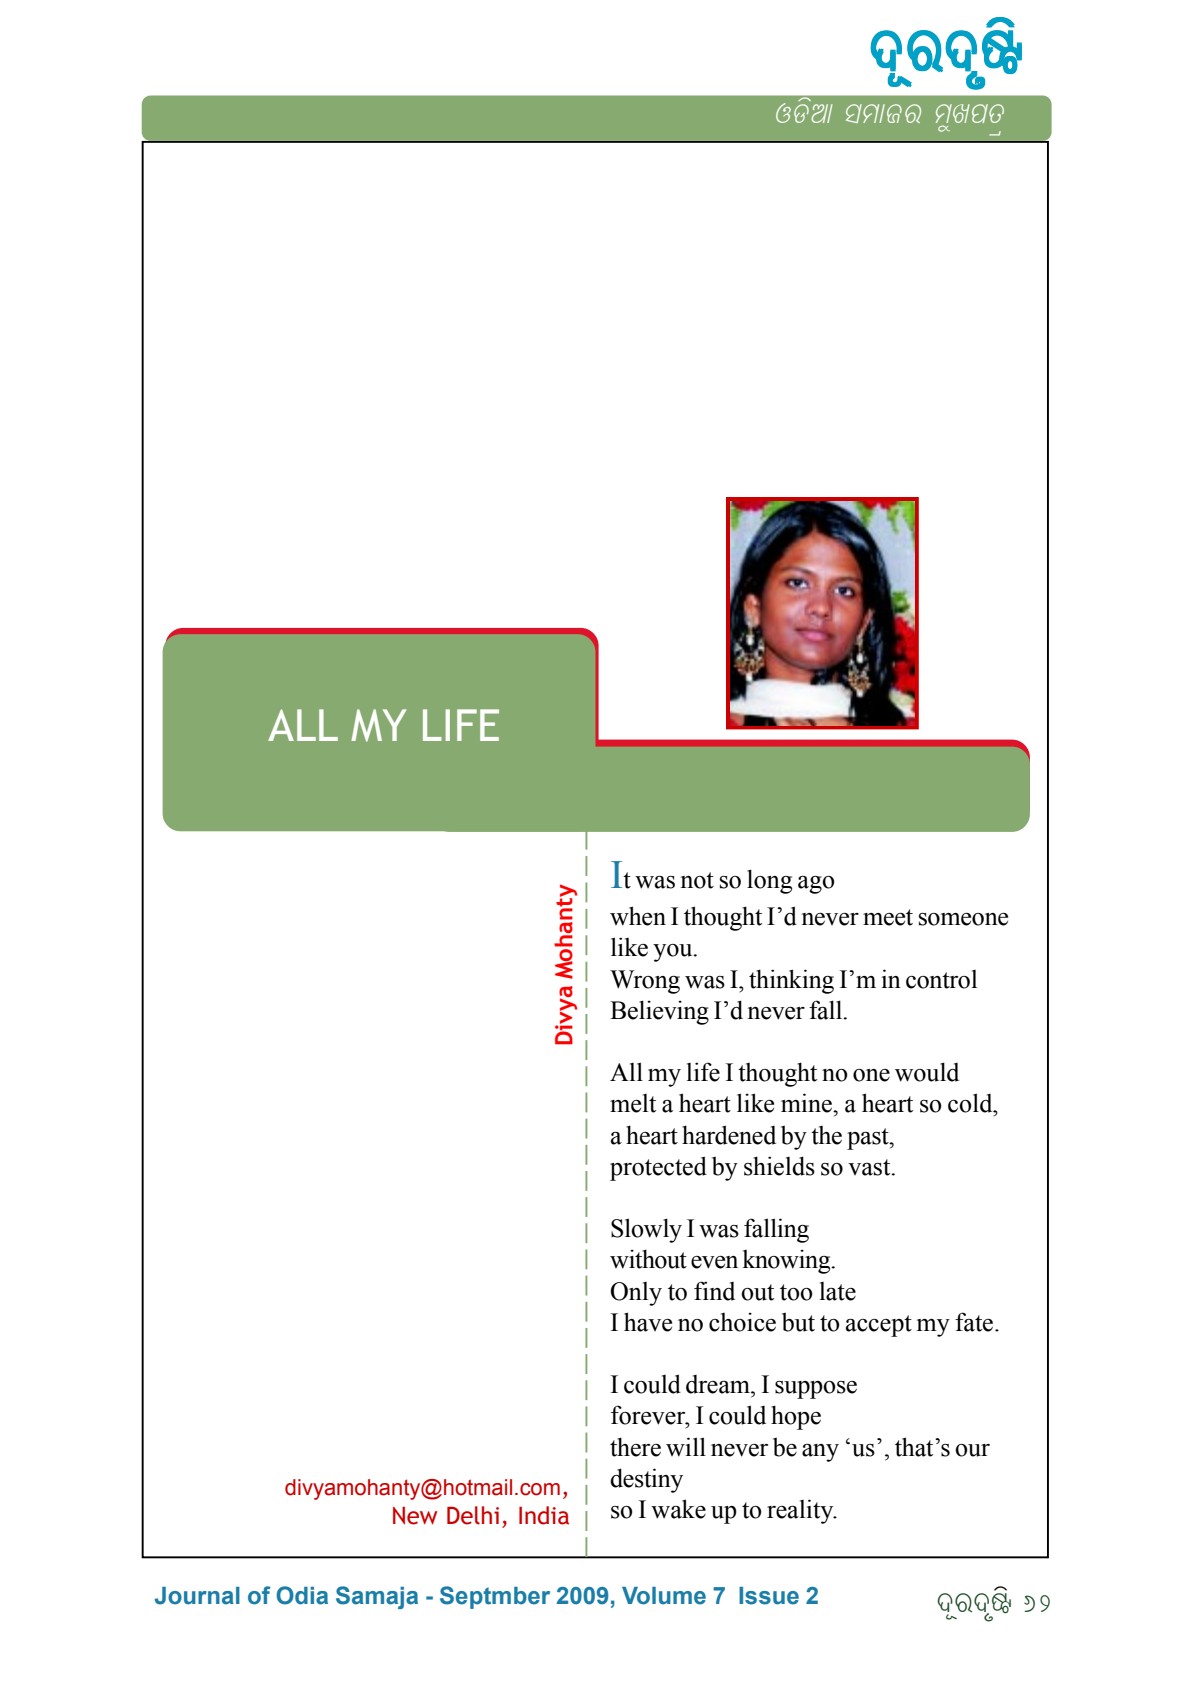 ଦୂରଦୃଷ୍ଟି
ଓଡିଆ ସମାଜର ମୁଖପତ୍ର
ALL MY LIFE
Divya Mohanty
It was not so long ago
when I thought I’d never meet someone
like you.
Wrong was I, thinking I’m in control
Believing I’d never fall.
All my life I thought no one would
melt a heart like mine, a heart so cold,
a heart hardened by the past,
protected by shields so vast.
Slowly I was falling
without even knowing.
Only to find out too late
I have no choice but to accept my fate.
I could dream, I suppose
forever, I could hope
there will never be any ‘us’, that’s our
destiny
so I wake up to reality.
divyamohanty@hotmail.com,
New Delhi, India
Journal of Odia Samaja - Septmber 2009, Volume 7 Issue 2
ଦୂରଦୃଷ୍ଟି ୬୨